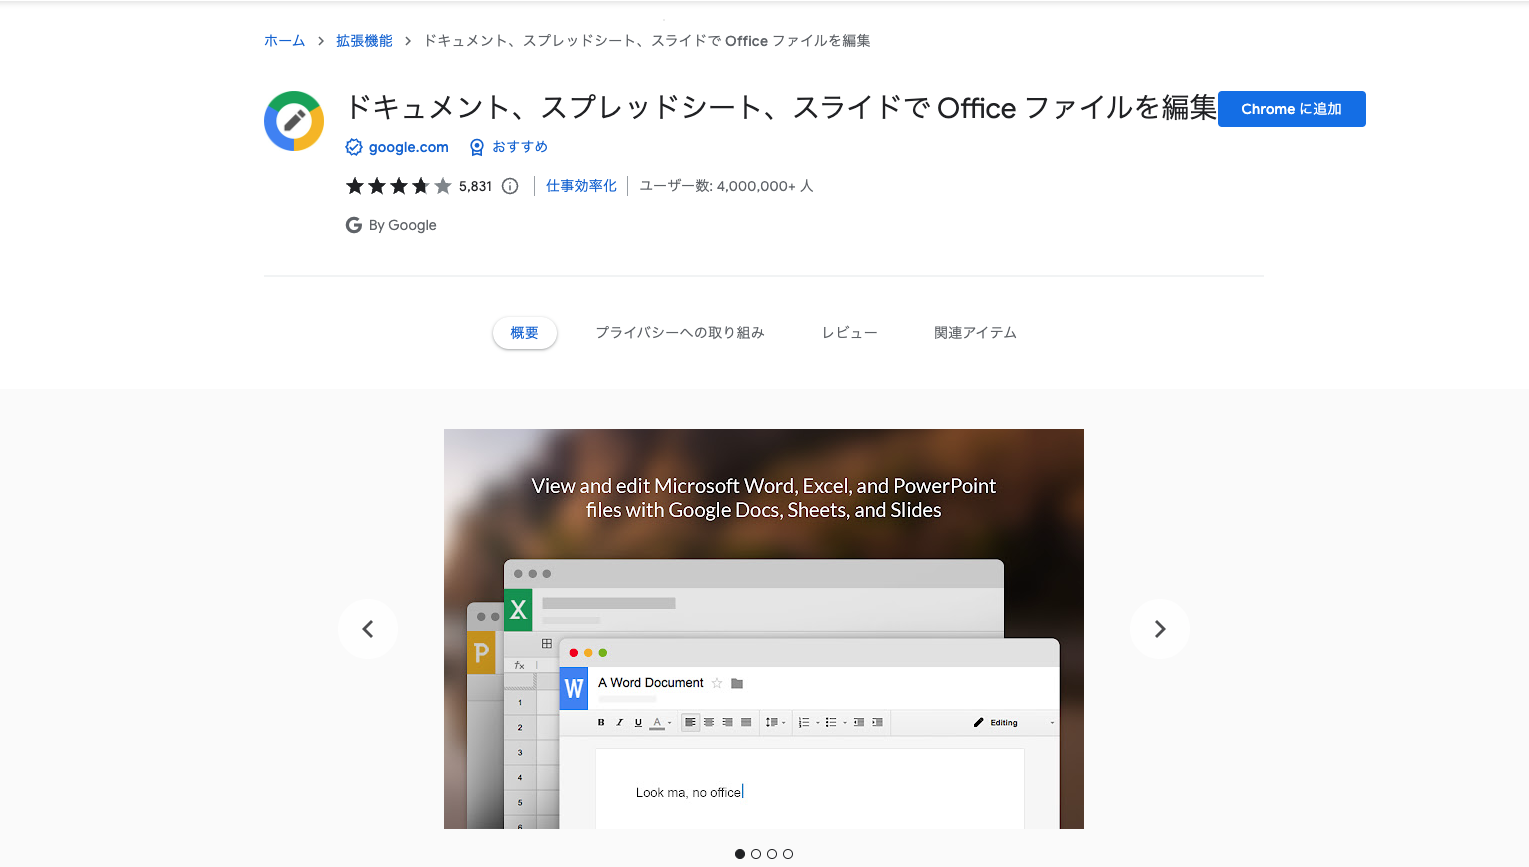 ホーム > 拡張機能 > ドキュメント、スプレッドシート、スライドで Office ファイルを編集
ドキュメント、スプレッドシート、スライドで Office ファイルを編集
Chrome に追加
google.com おすすめ
5,831 仕事効率化 ユーザー数: 4,000,000+ 人
By Google
概要 プライバシーへの取り組み レビュー 関連アイテム
View and edit Microsoft Word, Excel, and PowerPoint
files with Google Docs, Sheets, and Slides
X
P
fx
W
A Word Document
B I U A Editing
1
2
3
4
5
6
Look ma, no office